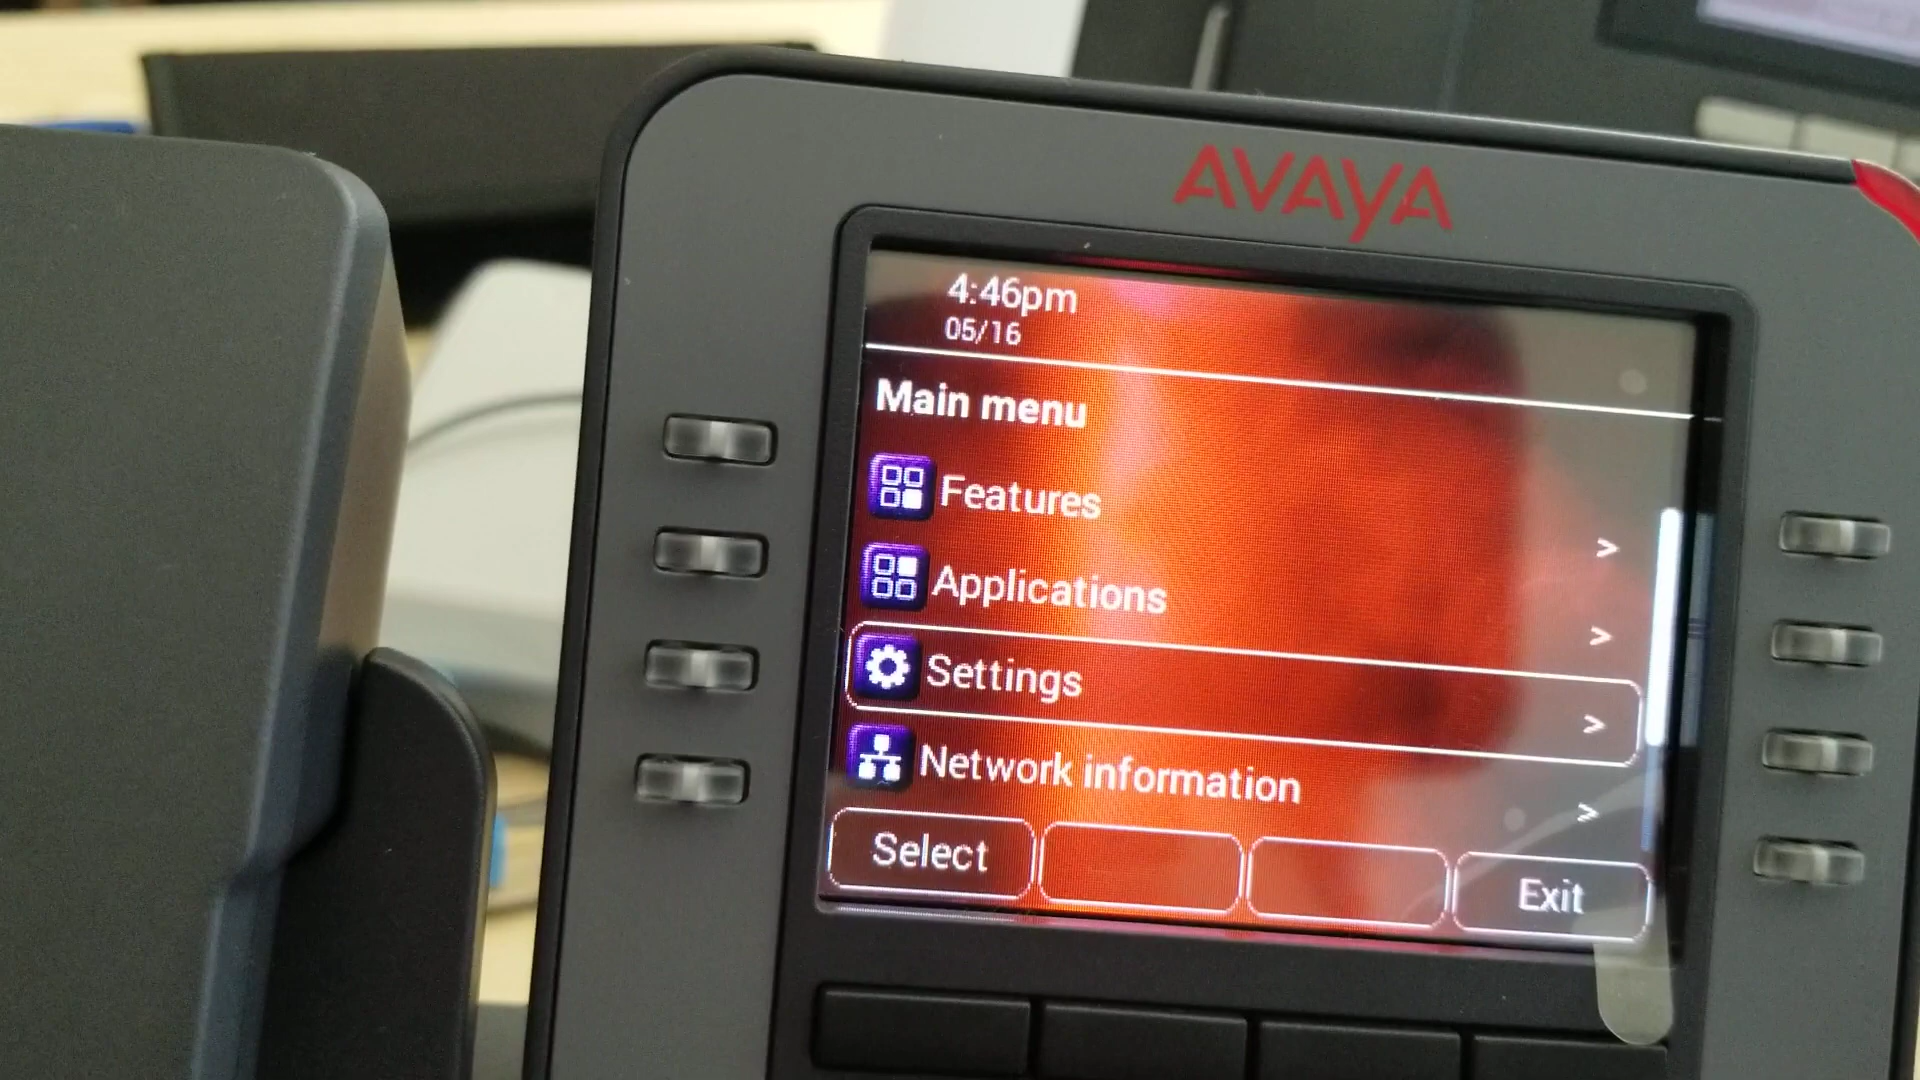 AVAYA
4:46pm
05/16
Main menu
Features >
Applications >
Settings >
Network information >
Select
Exit